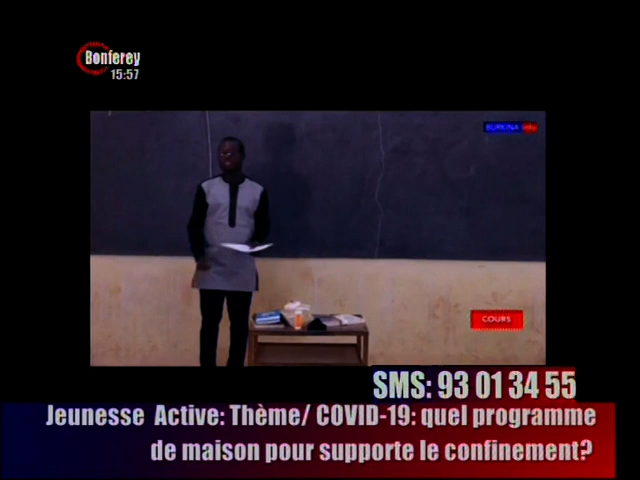 Bonferey
15:57
BURKINA info
COURS
SMS: 93 01 34 55
Jeunesse Active: Thème/ COVID-19: quel programme
de maison pour supporte le confinement?